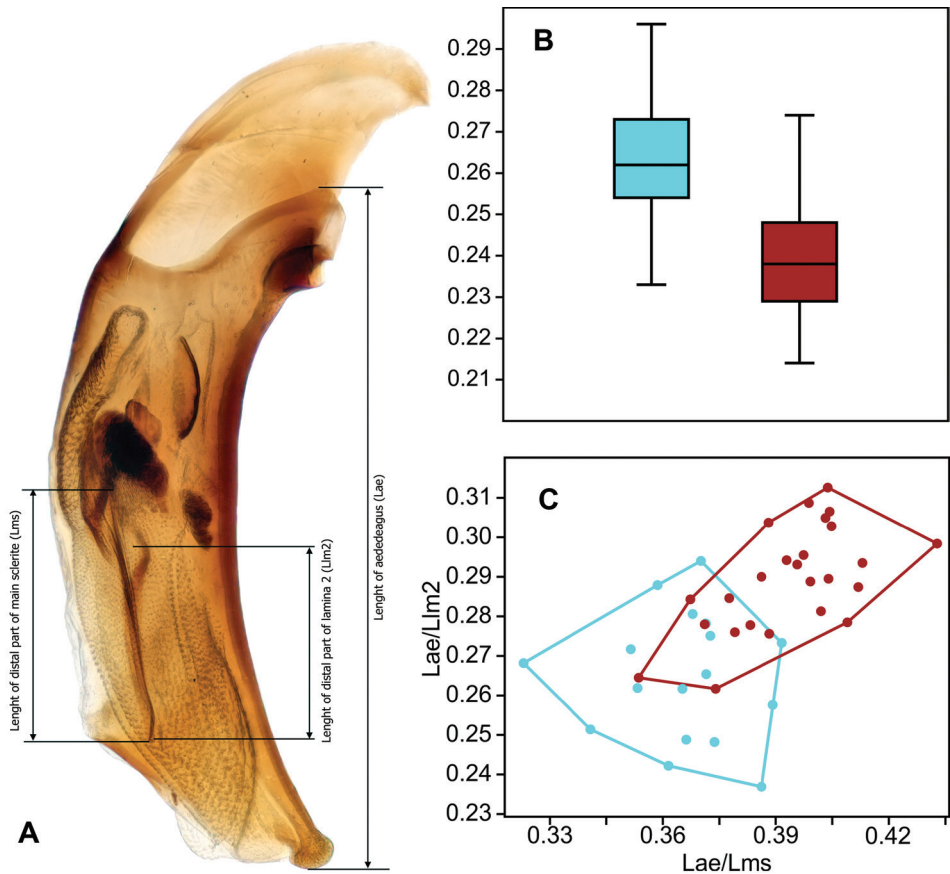 A
Lenght of distal part of main sclerite (Lms)
Lenght of distal part of lamina 2 (Llm2)
Lenght of aededeagus (Lae)
B
0.29
0.28
0.27
0.26
0.25
0.24
0.23
0.22
0.21
C
Lae/Llm2
0.31
0.30
0.29
0.28
0.27
0.26
0.25
0.24
0.23
0.33 0.36 0.39 0.42
Lae/Lms